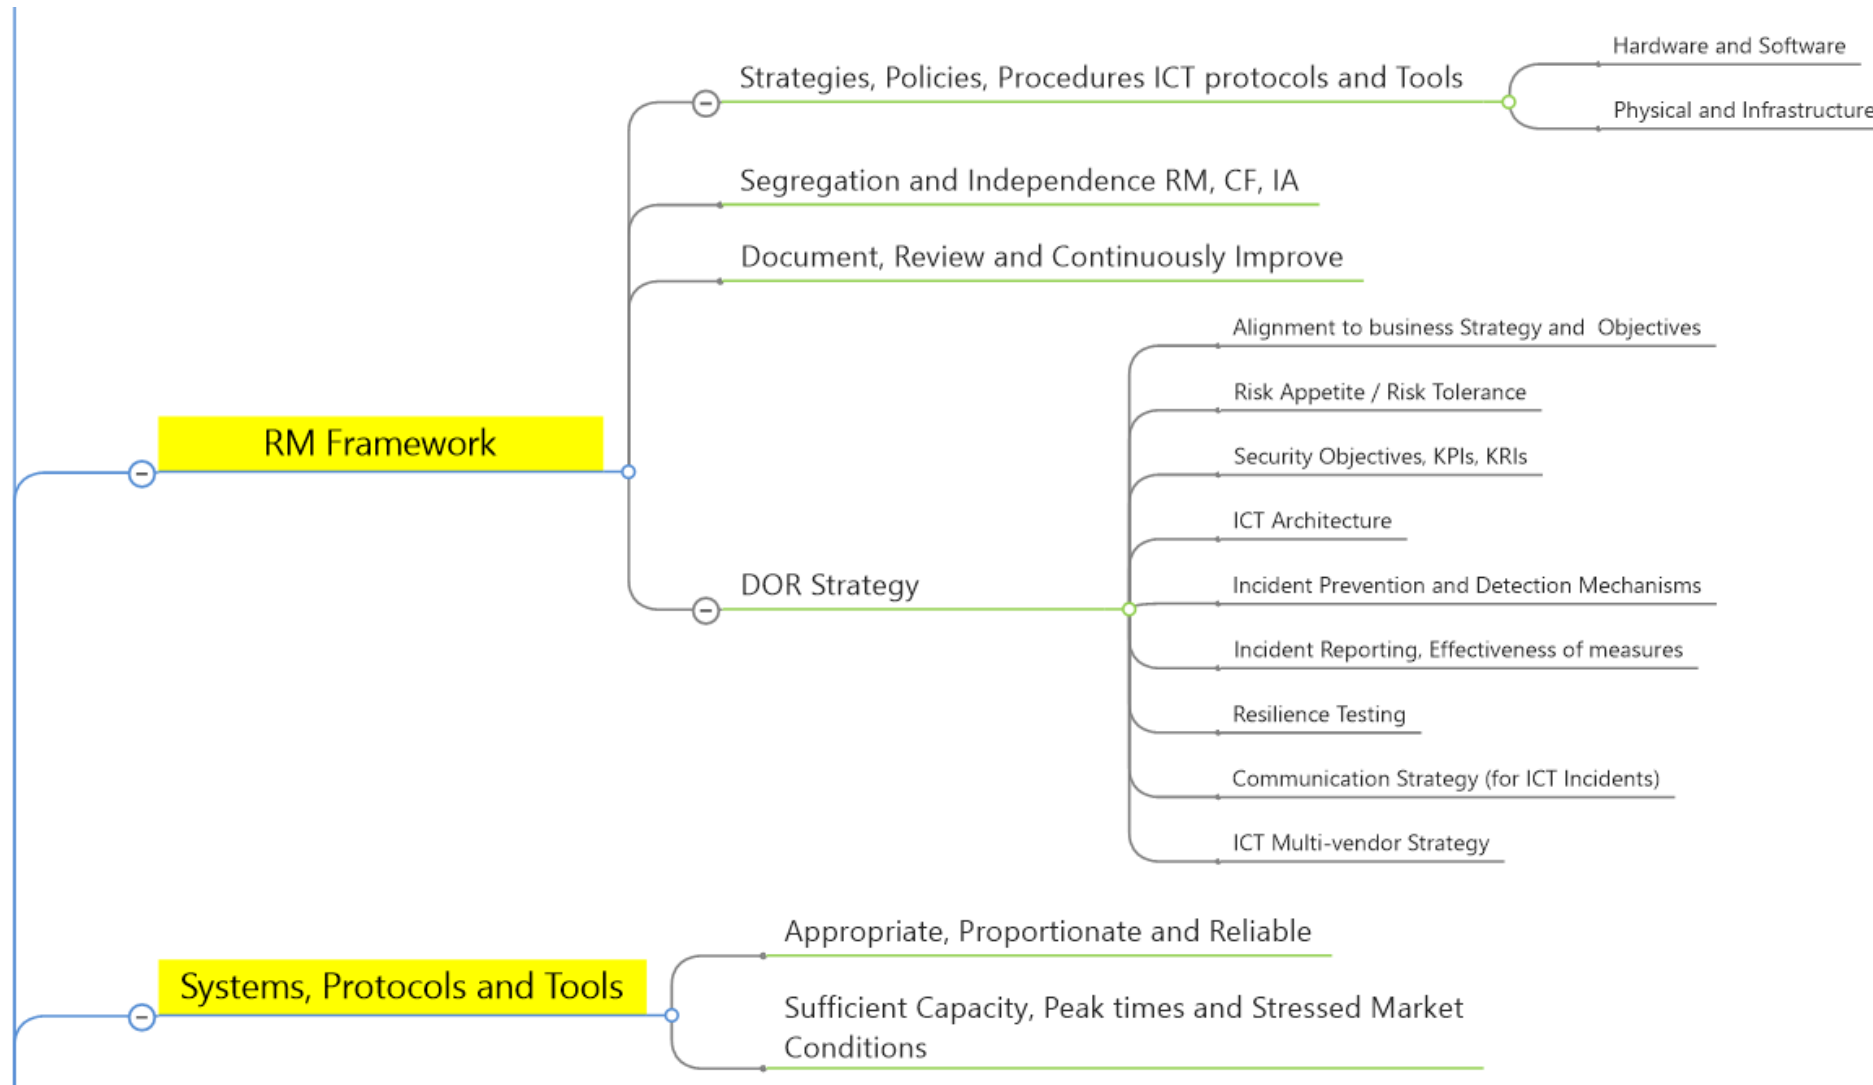 Hardware and Software
Strategies, Policies, Procedures ICT protocols and Tools
Physical and Infrastructure
Segregation and Independence RM, CF, IA
Document, Review and Continuously Improve
Alignment to business Strategy and  Objectives
Risk Appetite / Risk Tolerance
RM Framework
Security Objectives, KPIs, KRIs
ICT Architecture
DOR Strategy
Incident Prevention and Detection Mechanisms
Incident Reporting, Effectiveness of measures
Resilience Testing
Communication Strategy (for ICT Incidents)
ICT Multi-vendor Strategy
Appropriate, Proportionate and Reliable
Systems, Protocols and Tools
Sufficient Capacity, Peak times and Stressed Market
Conditions